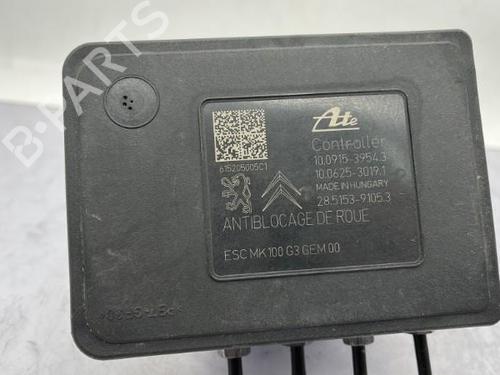 B-PARTS
Ate
Controller
10.0915-3954.3
10.0625-3019.1
MADE IN HUNGARY
28.5153-9105.3
615205005C1
ANTIBLOCAGE DE ROUE
ESC MK100 G3 GEM 00